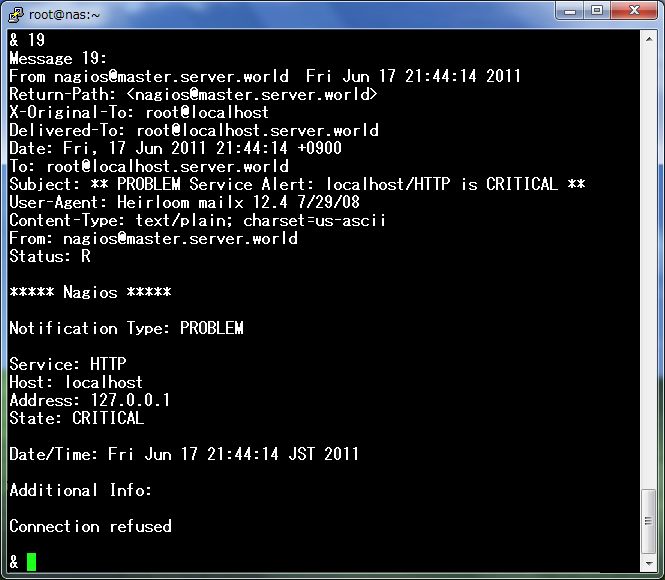 root@nas:~
& 19
Message 19:
From nagios@master.server.world  Fri Jun 17 21:44:14 2011
Return-Path: <nagios@master.server.world>
X-Original-To: root@localhost
Delivered-To: root@localhost.server.world
Date: Fri, 17 Jun 2011 21:44:14 +0900
To: root@localhost.server.world
Subject: ** PROBLEM Service Alert: localhost/HTTP is CRITICAL **
User-Agent: Heirloom mailx 12.4 7/29/08
Content-Type: text/plain; charset=us-ascii
From: nagios@master.server.world
Status: R
***** Nagios *****
Notification Type: PROBLEM
Service: HTTP
Host: localhost
Address: 127.0.0.1
State: CRITICAL
Date/Time: Fri Jun 17 21:44:14 JST 2011
Additional Info:
Connection refused
&